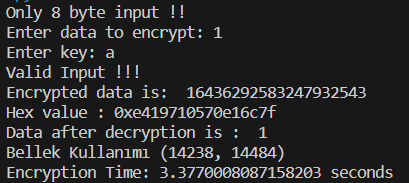 Only 8 byte input !!
Enter data to encrypt: 1
Enter key: a
Valid Input !!!
Encrypted data is:  16436292583247932543
Hex value : 0xe419710570e16c7f
Data after decryption is :  1
Bellek Kullanımı (14238, 14484)
Encryption Time: 3.3770008087158203 seconds